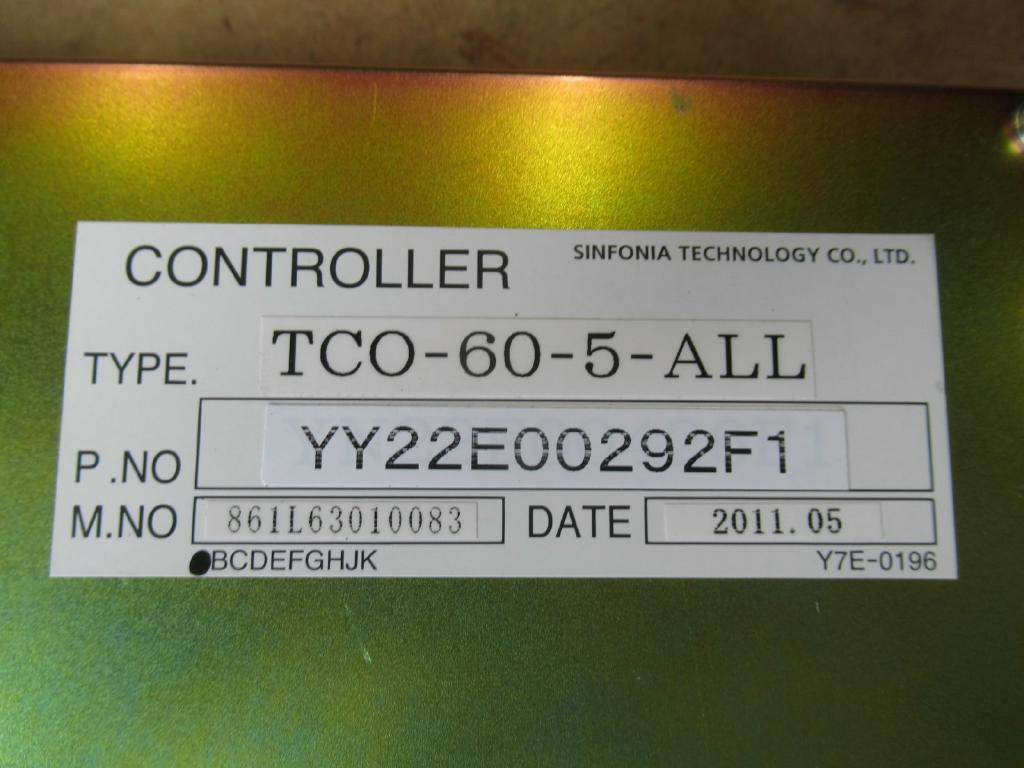 CONTROLLER SINFONIA TECHNOLOGY CO., LTD.
TYPE. TCO-60-5-ALL
P.NO YY22E00292F1
M.NO 861L63010083 DATE 2011.05
BCDEFGHJK Y7E-0196